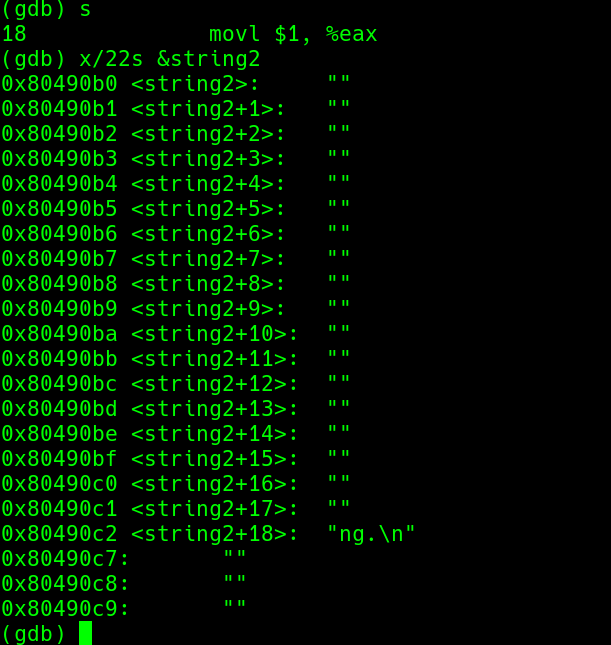 (gdb) s
18              movl $1, %eax
(gdb) x/22s &string2
0x80490b0 <string2>:     ""
0x80490b1 <string2+1>:   ""
0x80490b2 <string2+2>:   ""
0x80490b3 <string2+3>:   ""
0x80490b4 <string2+4>:   ""
0x80490b5 <string2+5>:   ""
0x80490b6 <string2+6>:   ""
0x80490b7 <string2+7>:   ""
0x80490b8 <string2+8>:   ""
0x80490b9 <string2+9>:   ""
0x80490ba <string2+10>:  ""
0x80490bb <string2+11>:  ""
0x80490bc <string2+12>:  ""
0x80490bd <string2+13>:  ""
0x80490be <string2+14>:  ""
0x80490bf <string2+15>:  ""
0x80490c0 <string2+16>:  ""
0x80490c1 <string2+17>:  ""
0x80490c2 <string2+18>:  "ng.\n"
0x80490c7:       ""
0x80490c8:       ""
0x80490c9:       ""
(gdb)